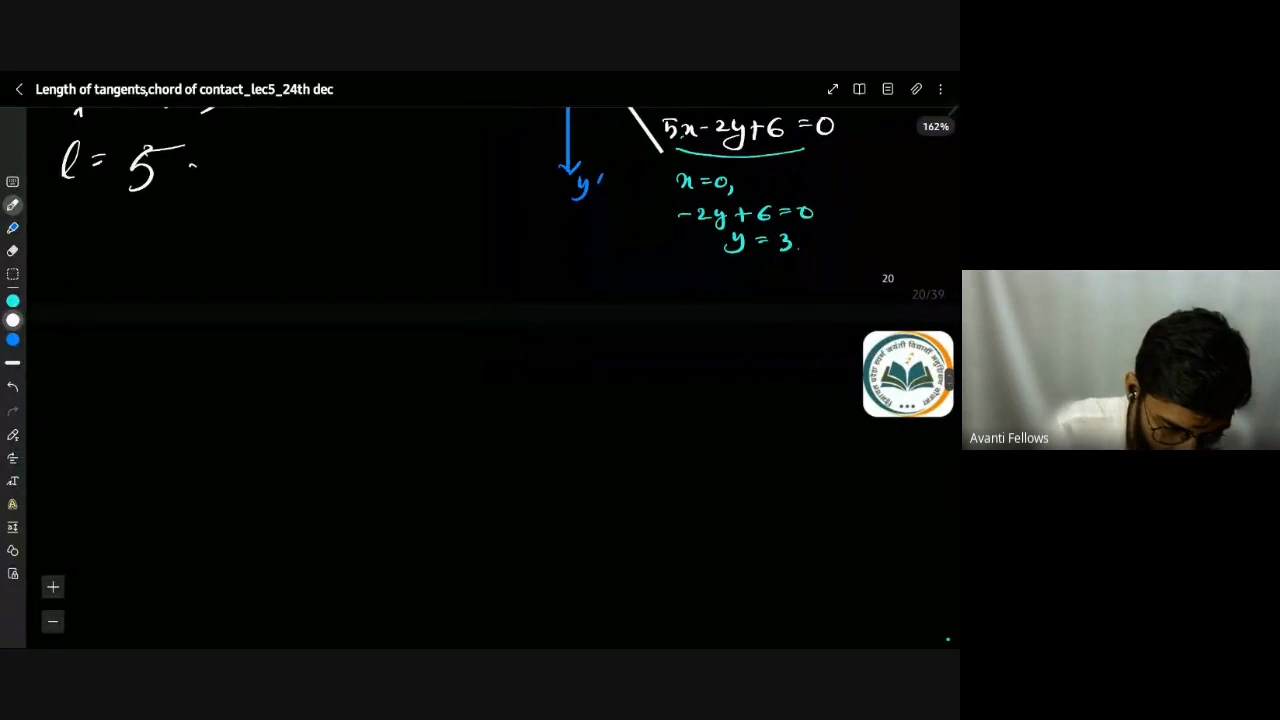 Length of tangents,chord of contact_lec5_24th dec
162%
5x-2y+6=0
l = 5
y'
x=0,
-2y+6=0
y = 3.
20
20/39
Avanti Fellows